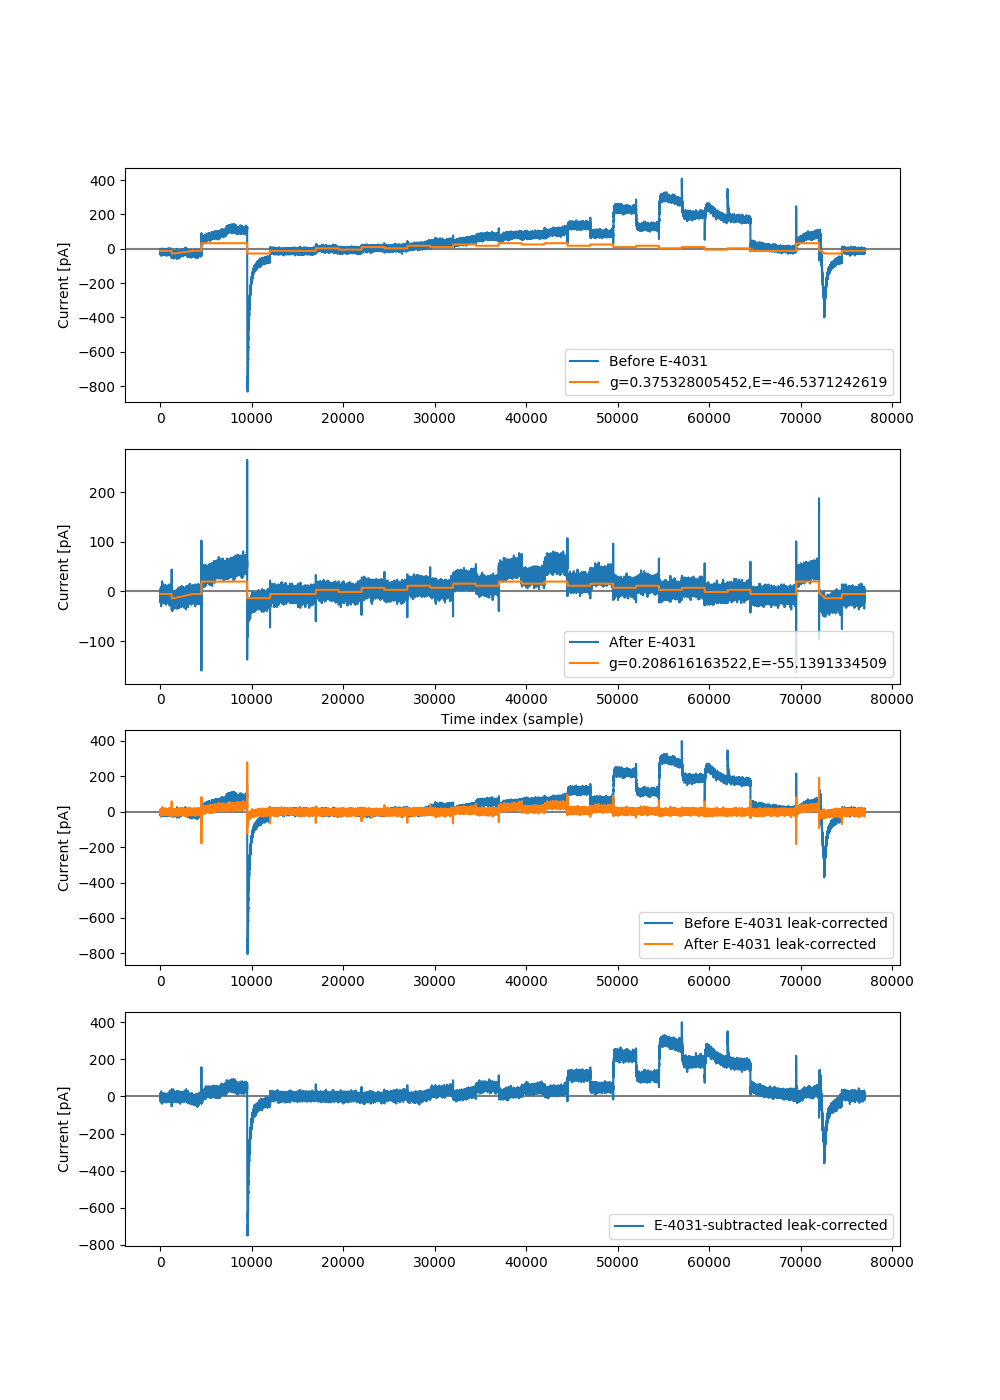 400
200
0
−200
−400
−600
−800
Current [pA]
Before E-4031
g=0.375328005452,E=-46.5371242619
0 10000 20000 30000 40000 50000 60000 70000 80000
200
100
0
−100
Current [pA]
After E-4031
g=0.208616163522,E=-55.1391334509
0 10000 20000 30000 40000 50000 60000 70000 80000
Time index (sample)
400
200
0
−200
−400
−600
−800
Current [pA]
Before E-4031 leak-corrected
After E-4031 leak-corrected
0 10000 20000 30000 40000 50000 60000 70000 80000
400
200
0
−200
−400
−600
−800
Current [pA]
E-4031-subtracted leak-corrected
0 10000 20000 30000 40000 50000 60000 70000 80000